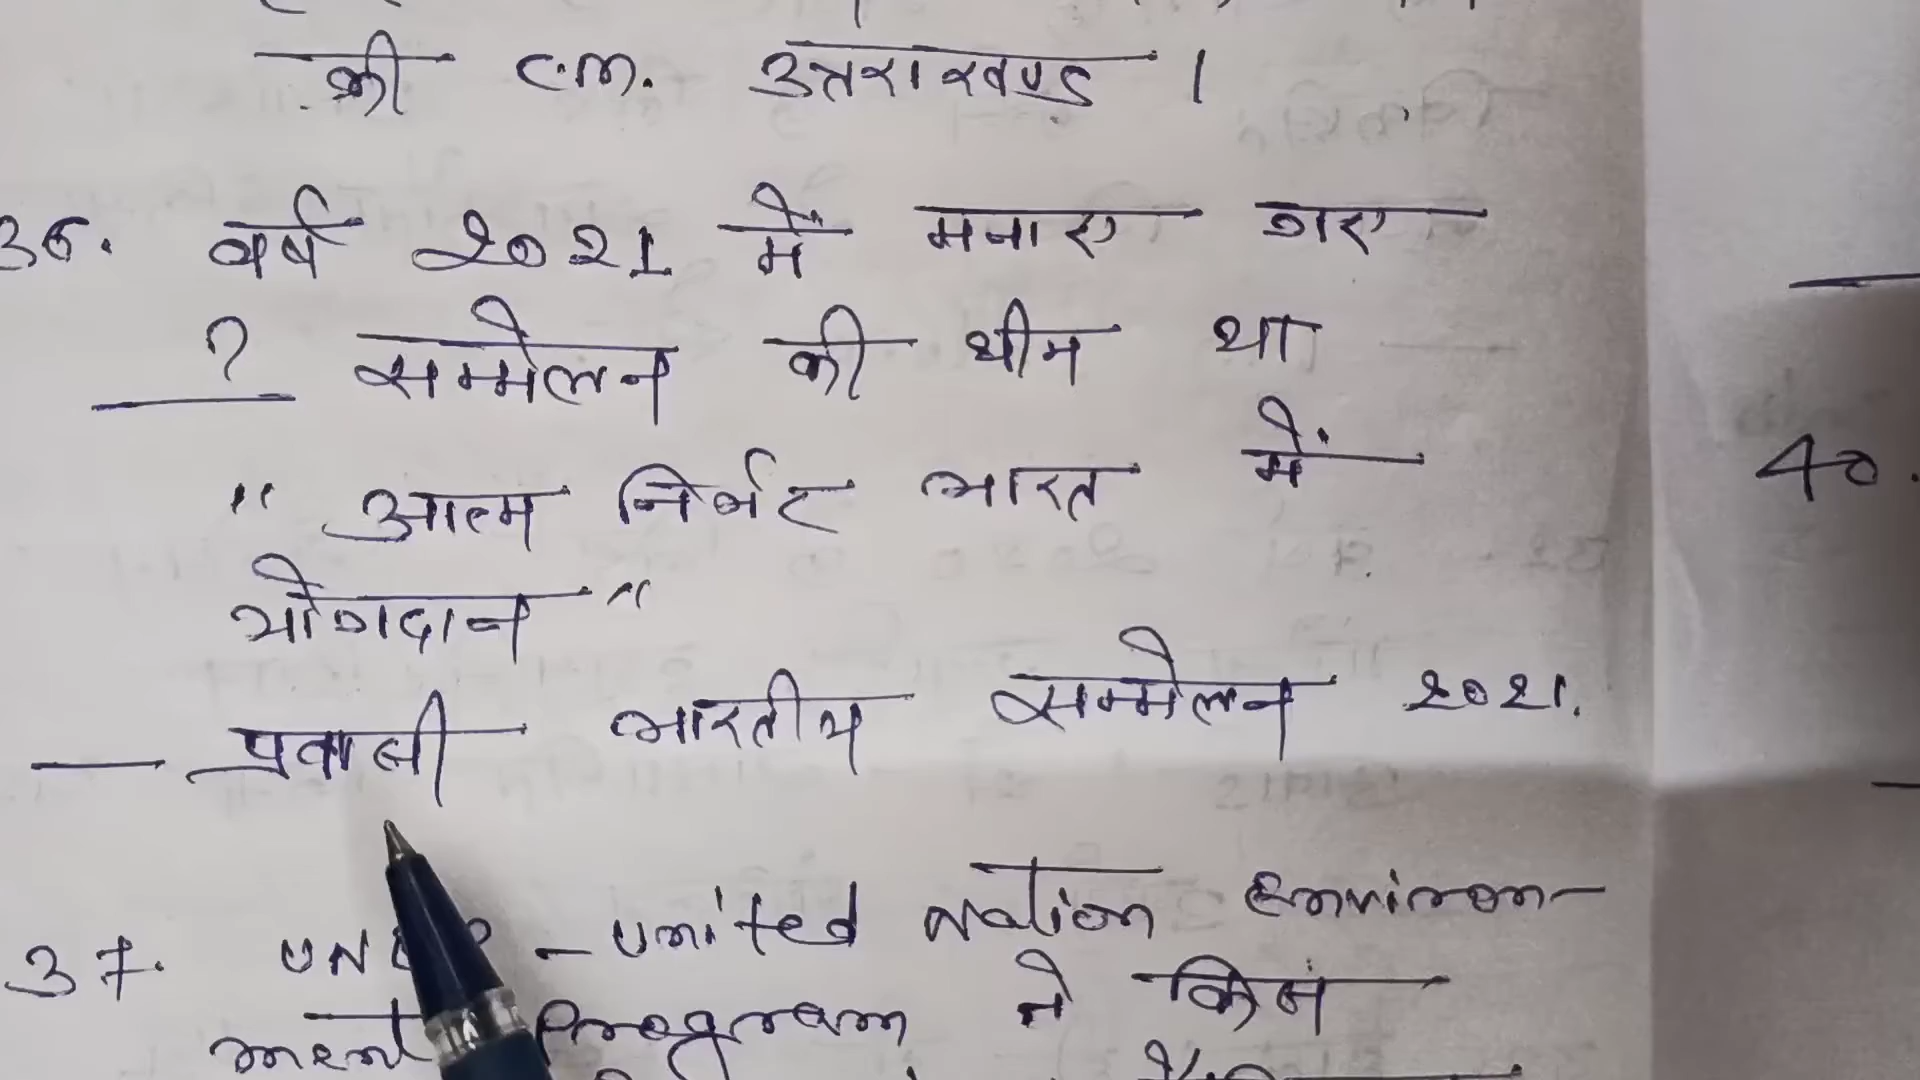 की C.M. उत्तराखण्ड ।
36. वर्ष 2021 में मनाए गए
? सम्मेलन की थीम था
" आत्म निर्भर भारत में
योगदान "
— प्रवासी भारतीय सम्मेलन 2021.
37. UNEP - United Nation Environ-
ment Program ने किस
40.